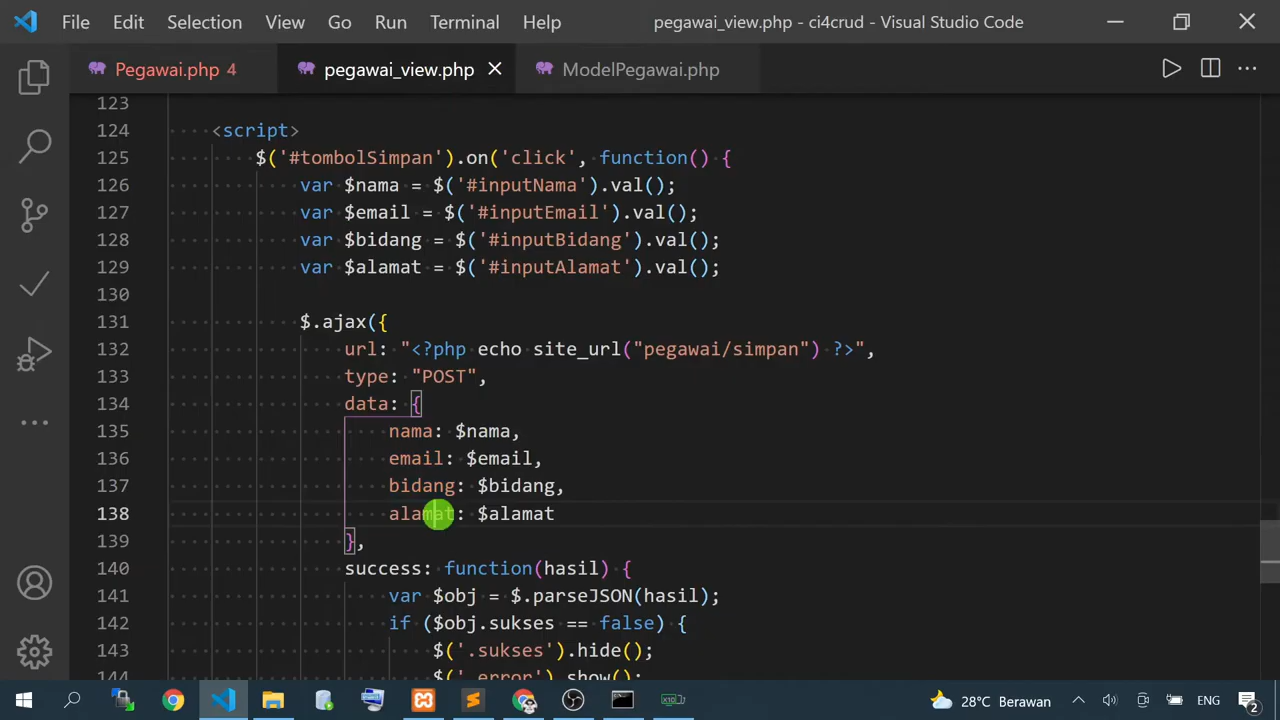 File Edit Selection View Go Run Terminal Help pegawai_view.php - ci4crud - Visual Studio Code
Pegawai.php 4 pegawai_view.php ModelPegawai.php
123
124 <script>
125 $('#tombolSimpan').on('click', function() {
126 var $nama = $('#inputNama').val();
127 var $email = $('#inputEmail').val();
128 var $bidang = $('#inputBidang').val();
129 var $alamat = $('#inputAlamat').val();
130
131 $.ajax({
132 url: "<?php echo site_url("pegawai/simpan") ?>",
133 type: "POST",
134 data: {
135 nama: $nama,
136 email: $email,
137 bidang: $bidang,
138 alamat: $alamat
139 },
140 success: function(hasil) {
141 var $obj = $.parseJSON(hasil);
142 if ($obj.sukses == false) {
143 $('.sukses').hide();
144 $('.error').show();
28°C Berawan ENG 2